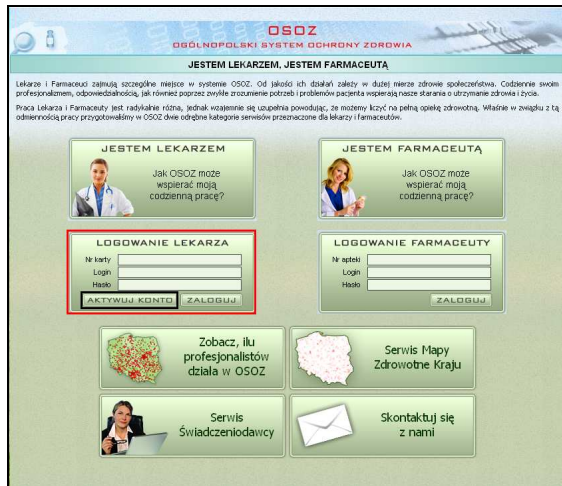 OSOZ
OGÓLNOPOLSKI SYSTEM OCHRONY ZDROWIA
JESTEM LEKARZEM, JESTEM FARMACEUTĄ
Lekarze i Farmaceuci zajmują szczególne miejsce w systemie OSOZ. Od jakości ich działań zależy w dużej mierze zdrowie społeczeństwa. Codziennie swoim
profesjonalizmem, odpowiedzialnością, jak również poprzez zwykłe zrozumienie potrzeb i problemów pacjenta wspierają nasze starania o utrzymanie zdrowia i życia.
Praca Lekarza i Farmaceuty jest radykalnie różna, jednak wzajemnie się uzupełnia powodując, że możemy liczyć na pełną opiekę zdrowotną. Właśnie w związku z tą
odmiennością pracy przygotowaliśmy w OSOZ dwie odrębne kategorie serwisów przeznaczone dla lekarzy i farmaceutów.
JESTEM LEKARZEM
Jak OSOZ może
wspierać moją
codzienną pracę?
JESTEM FARMACEUTĄ
Jak OSOZ może
wspierać moją
codzienną pracę?
LOGOWANIE LEKARZA
Nr karty
Login
Hasło
AKTYWUJ KONTO ZALOGUJ
LOGOWANIE FARMACEUTY
Nr apteki
Login
Hasło
ZALOGUJ
Zobacz, ilu
profesjonalistów
działa w OSOZ
Serwis Mapy
Zdrowotne Kraju
Serwis
Świadczeniodawcy
Skontaktuj się
z nami